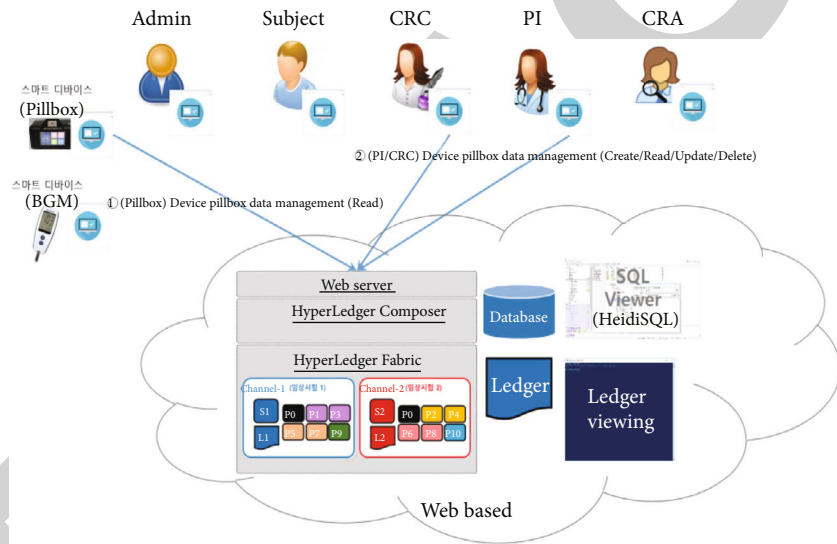 Admin
Subject
CRC
PI
CRA
스마트 디바이스
(Pillbox)
② (PI/CRC) Device pillbox data management (Create/Read/Update/Delete)
스마트 디바이스
(BGM)
① (Pillbox) Device pillbox data management (Read)
Web server
HyperLedger Composer
Database
SQL
Viewer
(HeidiSQL)
HyperLedger Fabric
Channel-1 (임상시험 1)
S1
P0
P1
P3
L1
P5
P7
P9
Channel-2 (임상시험 2)
S2
P0
P2
P4
L2
P6
P8
P10
Ledger
Ledger
viewing
Web based